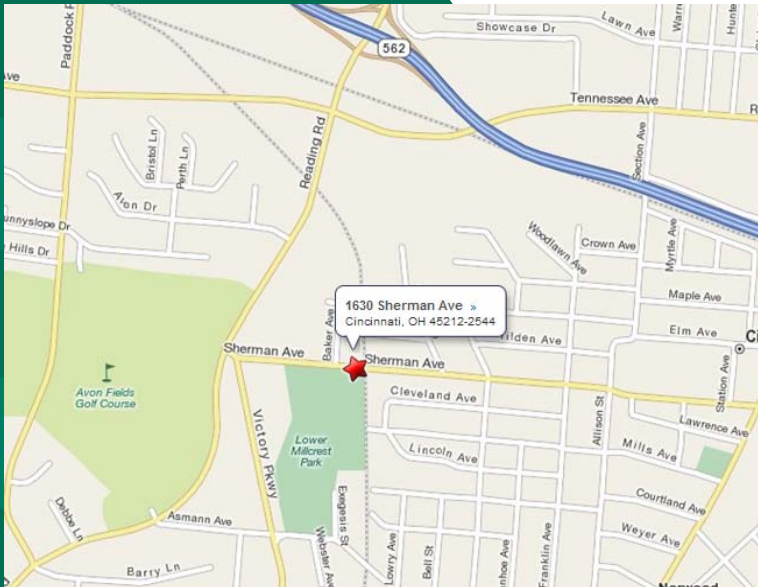 Paddock
562
Showcase Dr
Lawn Ave
Ave
Tennessee Ave
Section Ave
Reading Rd
Bristol Ln
Perth Ln
Alon Dr
Hills Dr
Woodlawn Ave
Crown Ave
Myrtle Ave
Maple Ave
Elm Ave
1630 Sherman Ave »
Cincinnati, OH 45212-2544
Baker Ave
Sherman Ave
Sherman Ave
Station Ave
Avon Fields
Golf Course
Cleveland Ave
Allison St
Lawrence Ave
Victory Pkwy
Lower
Millcrest
Park
Lincoln Ave
Mills Ave
Exegesis St
Courtland Ave
Debbe Ln
Asmann Ave
Weyer Ave
Webster Ave
Lowry Ave
Bell St
Franklin Ave
Barry Ln
Norwood